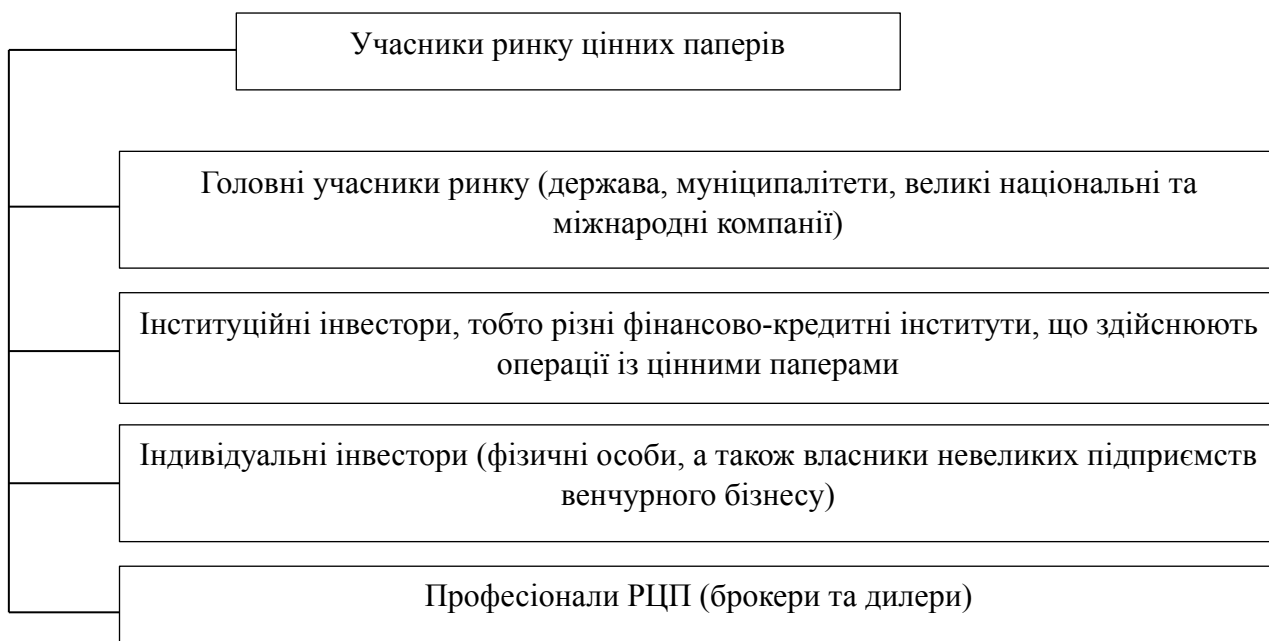 Учасники ринку цінних паперів
Головні учасники ринку (держава, муніципалітети, великі національні та
міжнародні компанії)
Інституційні інвестори, тобто різні фінансово-кредитні інститути, що здійснюють
операції із цінними паперами
Індивідуальні інвестори (фізичні особи, а також власники невеликих підприємств
венчурного бізнесу)
Професіонали РЦП (брокери та дилери)